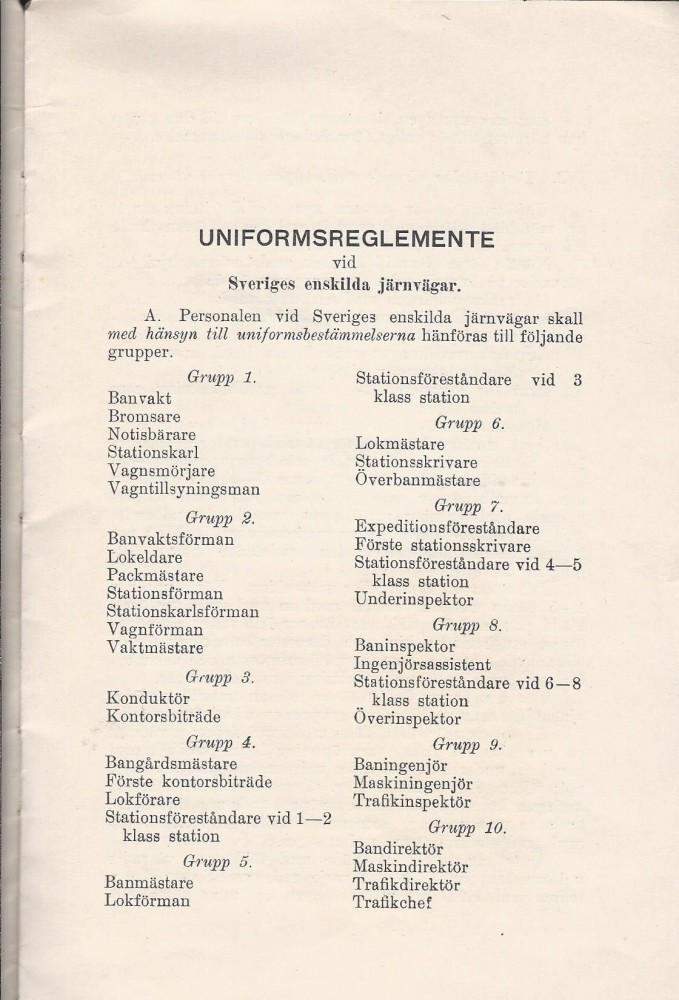 UNIFORMSREGLEMENTE
vid
Sveriges enskilda järnvägar.
A. Personalen vid Sveriges enskilda järnvägar skall
med hänsyn till uniformsbestämmelserna hänföras till följande
grupper.
Grupp 1.
Banvakt
Bromsare
Notisbärare
Stationskarl
Vagnsmörjare
Vagntillsyningsman
Grupp 2.
Banvaktsförman
Lokeldare
Packmästare
Stationsförman
Stationskarlsförman
Vagnförman
Vaktmästare
Grupp 3.
Konduktör
Kontorsbiträde
Grupp 4.
Bangårdsmästare
Förste kontorsbiträde
Lokförare
Stationsföreståndare vid 1—2
klass station
Grupp 5.
Banmästare
Lokförman
Stationsföreståndare vid 3
klass station
Grupp 6.
Lokmästare
Stationsskrivare
Överbanmästare
Grupp 7.
Expeditionsföreståndare
Förste stationsskrivare
Stationsföreståndare vid 4—5
klass station
Underinspektor
Grupp 8.
Baninspektor
Ingenjörsassistent
Stationsföreståndare vid 6—8
klass station
Överinspektor
Grupp 9.
Baningenjör
Maskiningenjör
Trafikinspektör
Grupp 10.
Bandirektör
Maskindirektör
Trafikdirektör
Trafikchef